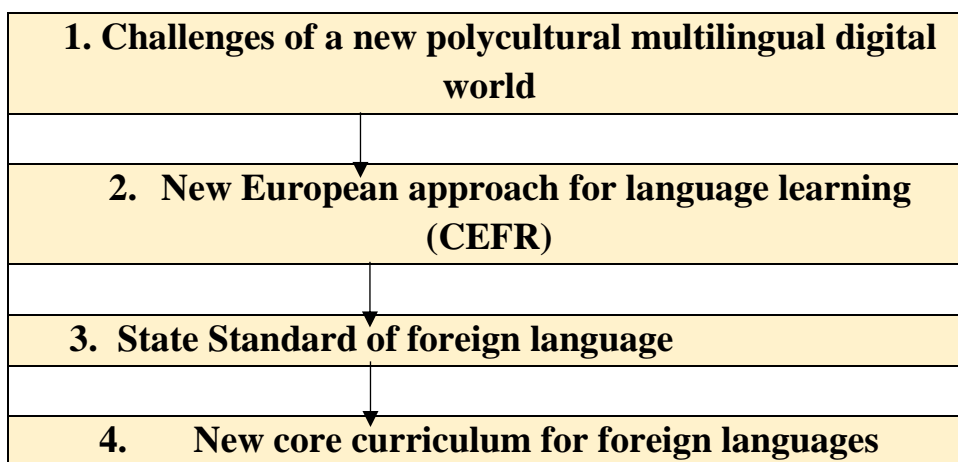 1. Challenges of a new polycultural multilingual digital
world
2. New European approach for language learning
(CEFR)
3. State Standard of foreign language
4. New core curriculum for foreign languages